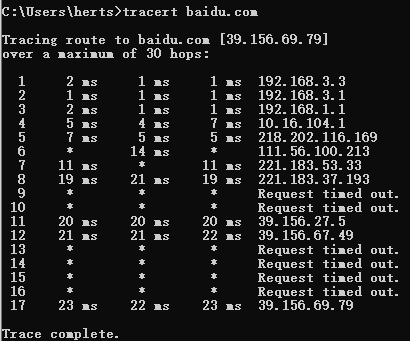 C:\Users\herts>tracert baidu.com
Tracing route to baidu.com [39.156.69.79]
over a maximum of 30 hops:
1 2 ms 1 ms 1 ms 192.168.3.3
2 1 ms 1 ms 1 ms 192.168.3.1
3 2 ms 1 ms 1 ms 192.168.1.1
4 5 ms 4 ms 7 ms 10.16.104.1
5 7 ms 5 ms 5 ms 218.202.116.169
6 * 14 ms * 111.56.100.213
7 11 ms * 11 ms 221.183.53.33
8 19 ms 21 ms 19 ms 221.183.37.193
9 * * * Request timed out.
10 * * * Request timed out.
11 20 ms 20 ms 20 ms 39.156.27.5
12 21 ms 21 ms 22 ms 39.156.67.49
13 * * * Request timed out.
14 * * * Request timed out.
15 * * * Request timed out.
16 * * * Request timed out.
17 23 ms 22 ms 23 ms 39.156.69.79
Trace complete.